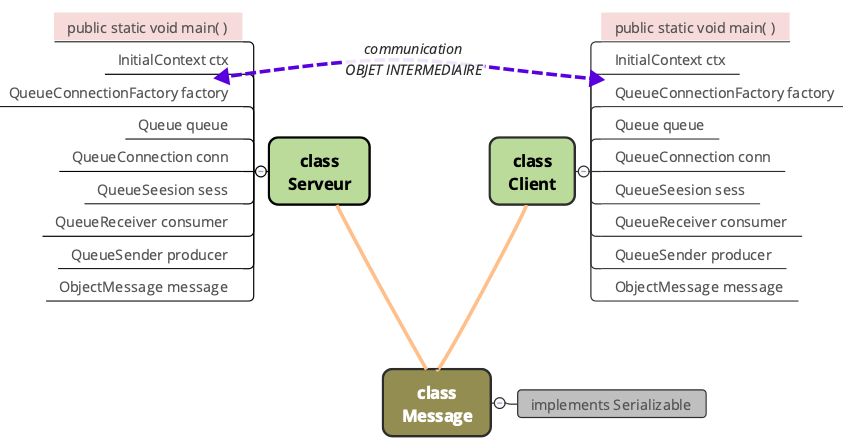 public static void main( )
InitialContext ctx
QueueConnectionFactory factory
Queue queue
QueueConnection conn
QueueSeesion sess
QueueReceiver consumer
QueueSender producer
ObjectMessage message
class
Serveur
communication
OBJET INTERMEDIAIRE'
class
Client
public static void main( )
InitialContext ctx
QueueConnectionFactory factory
Queue queue
QueueConnection conn
QueueSeesion sess
QueueReceiver consumer
QueueSender producer
ObjectMessage message
class
Message
implements Serializable